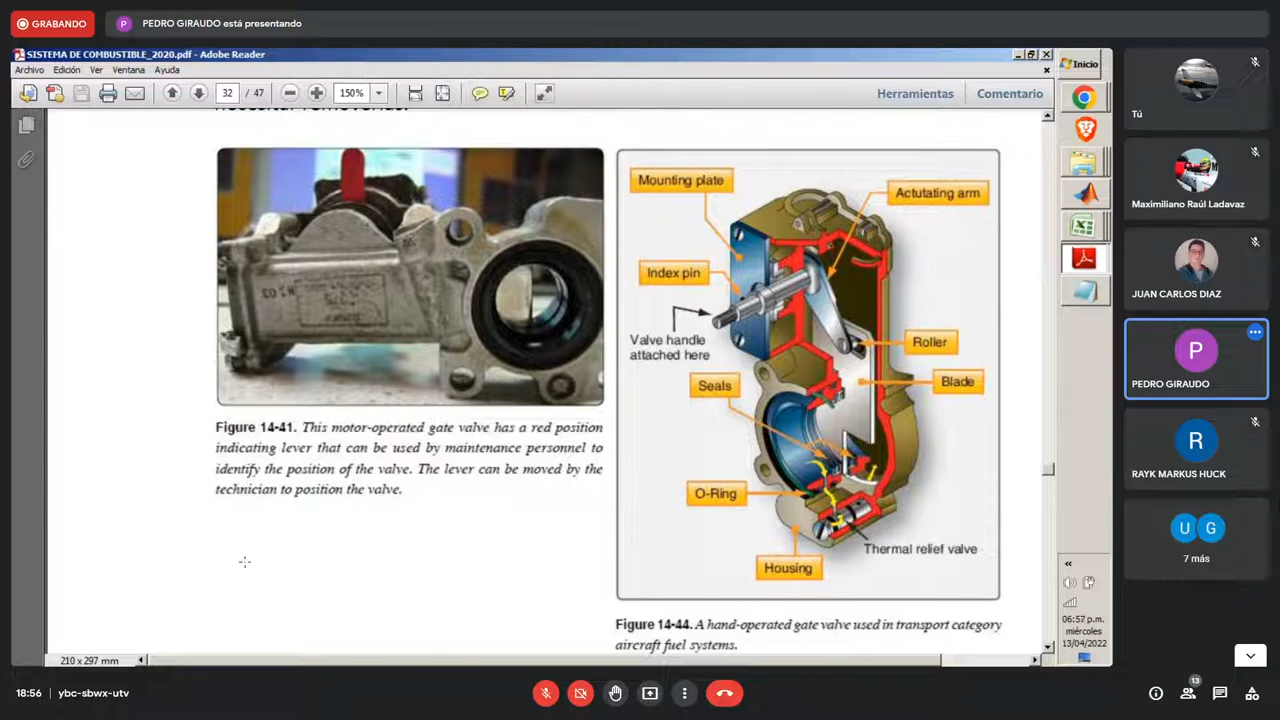 GRABANDO
P
PEDRO GIRAUDO está presentando
SISTEMA DE COMBUSTIBLE_2020.pdf - Adobe Reader
Archivo Edición Ver Ventana Ayuda
32 / 47
150%
Herramientas
Comentario
Mounting plate
Actutating arm
Index pin
Valve handle
attached here
Roller
Seals
Blade
O-Ring
Thermal relief valve
Housing
Figure 14-41. This motor-operated gate valve has a red position
indicating lever that can be used by maintenance personnel to
identify the position of the valve. The lever can be moved by the
technician to position the valve.
Figure 14-44. A hand-operated gate valve used in transport category
aircraft fuel systems.
210 x 297 mm
Inicio
«
06:57 p.m.
miércoles
13/04/2022
Tú
Maximiliano Raúl Ladavaz
JUAN CARLOS DIAZ
P
PEDRO GIRAUDO
R
RAYK MARKUS HUCK
U G
7 más
18:56 ybc-sbwx-utv
13